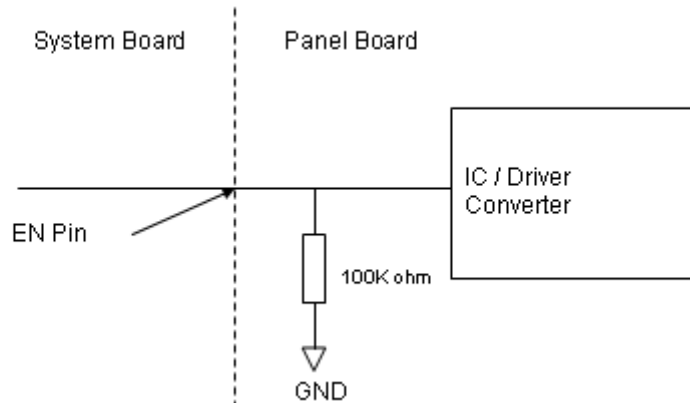 System Board
Panel Board
IC / Driver
Converter
EN Pin
100K ohm
GND